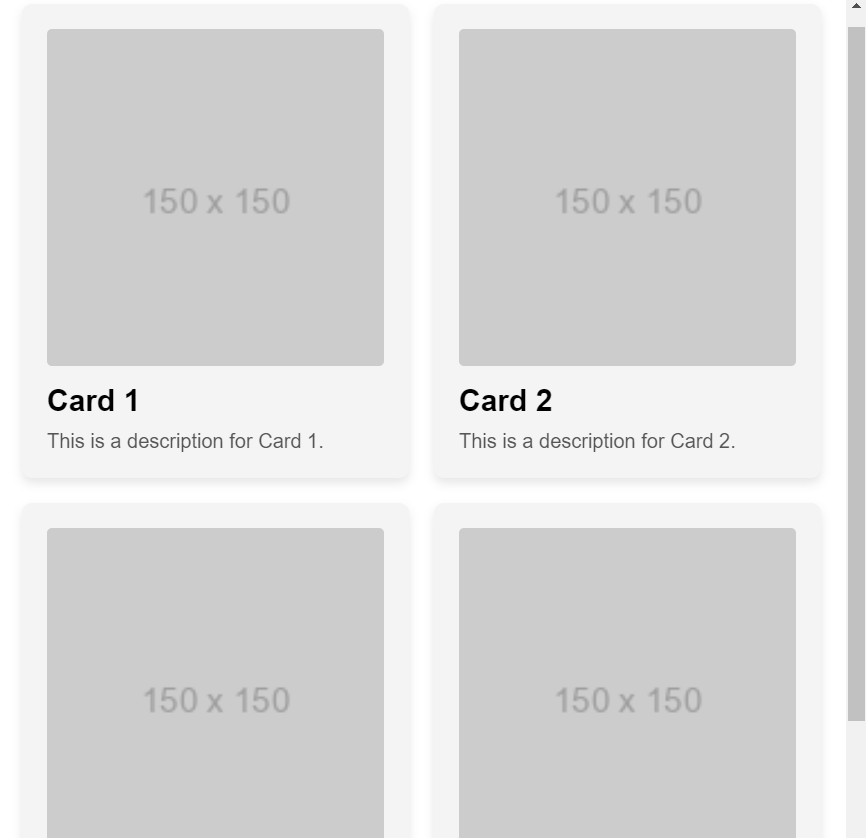 150 x 150
150 x 150
Card 1
Card 2
This is a description for Card 1.
This is a description for Card 2.
150 x 150
150 x 150